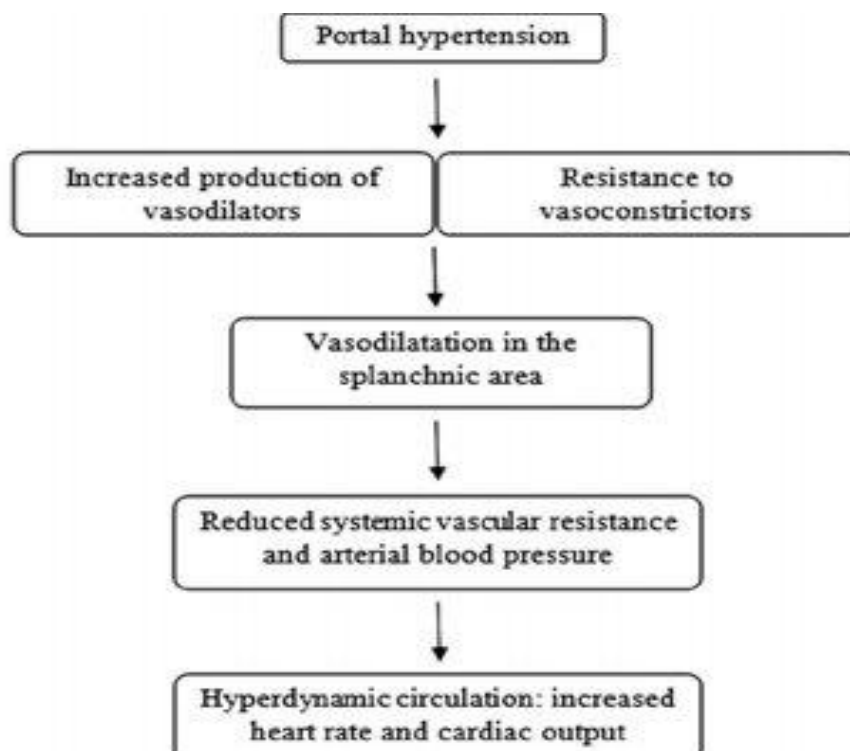 Portal hypertension
Increased production of
vasodilators
Resistance to
vasoconstrictors
Vasodilatation in the
splanchnic area
Reduced systemic vascular resistance
and arterial blood pressure
Hyperdynamic circulation: increased
heart rate and cardiac output